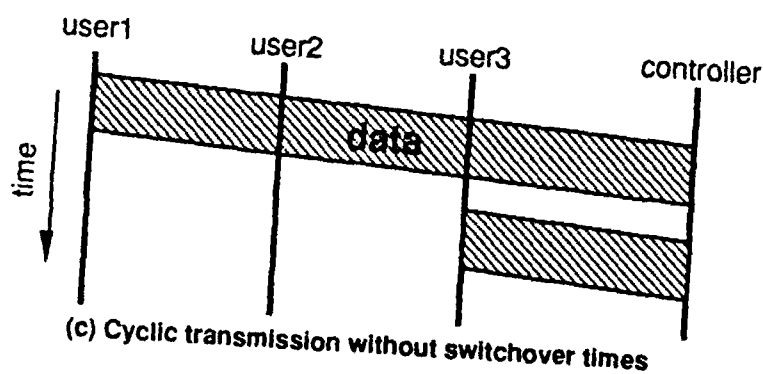 user1
user2
user3
controller
data
time
(c) Cyclic transmission without switchover times